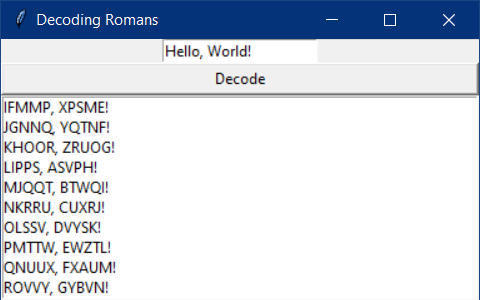 Decoding Romans
Hello, World!
Decode
IFMMP, XPSME!
JGNNQ, YQTNF!
KHOOR, ZRUOG!
LIPPS, ASVPH!
MJQQT, BTWQI!
NKRRU, CUXRJ!
OLSSV, DVYSK!
PMTTW, EWZTL!
QNUUX, FXAUM!
ROVVY, GYBVN!